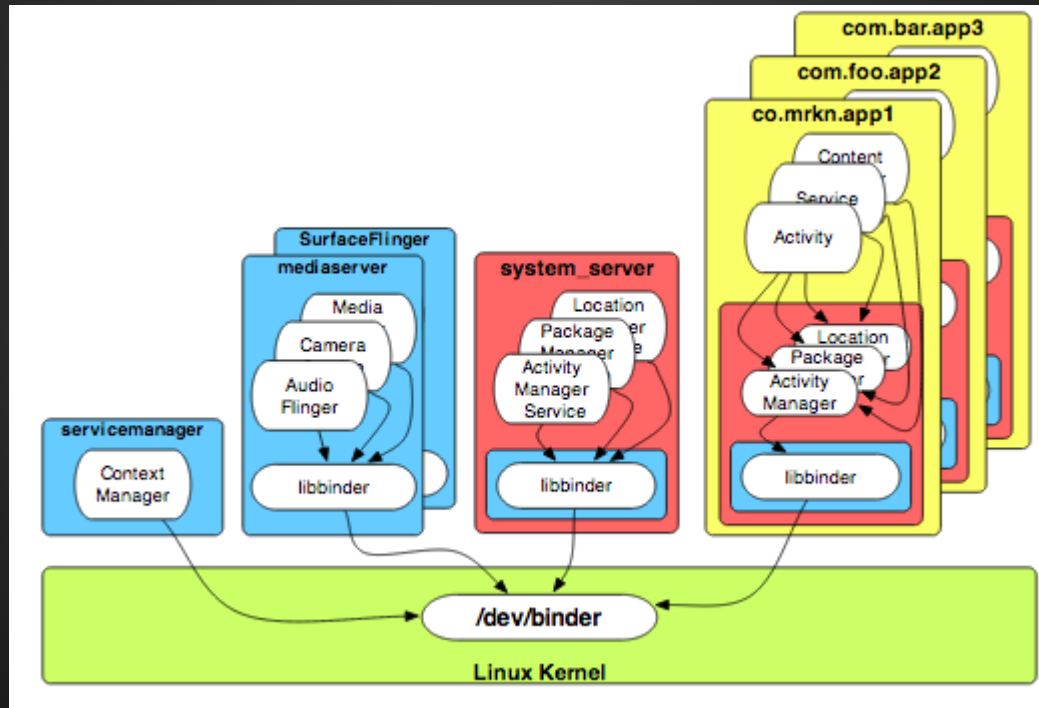 com.bar.app3
com.foo.app2
co.mrkn.app1
Content
Service
Activity
Location
Package
Activity
Manager
libbinder
SurfaceFlinger
mediaserver
Media
Camera
Audio
Flinger
libbinder
system_server
Location
Package
Activity
Manager
Service
libbinder
servicemanager
Context
Manager
/dev/binder
Linux Kernel